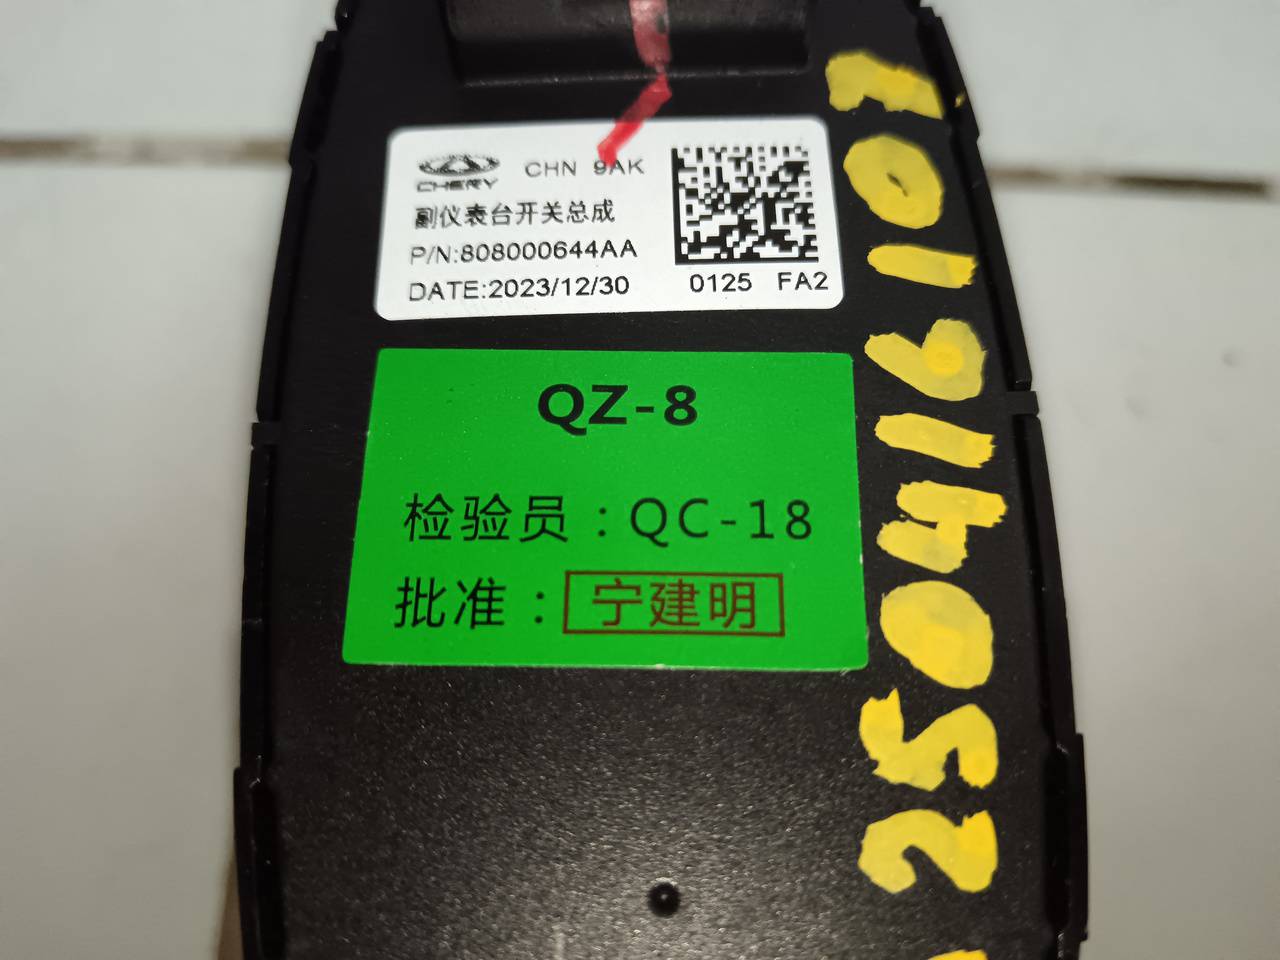 CHERY CHN 9AK
副仪表台开关总成
P/N:808000644AA
DATE:2023/12/30 0125 FA2
QZ-8
检验员：QC-18
批准：宁建明